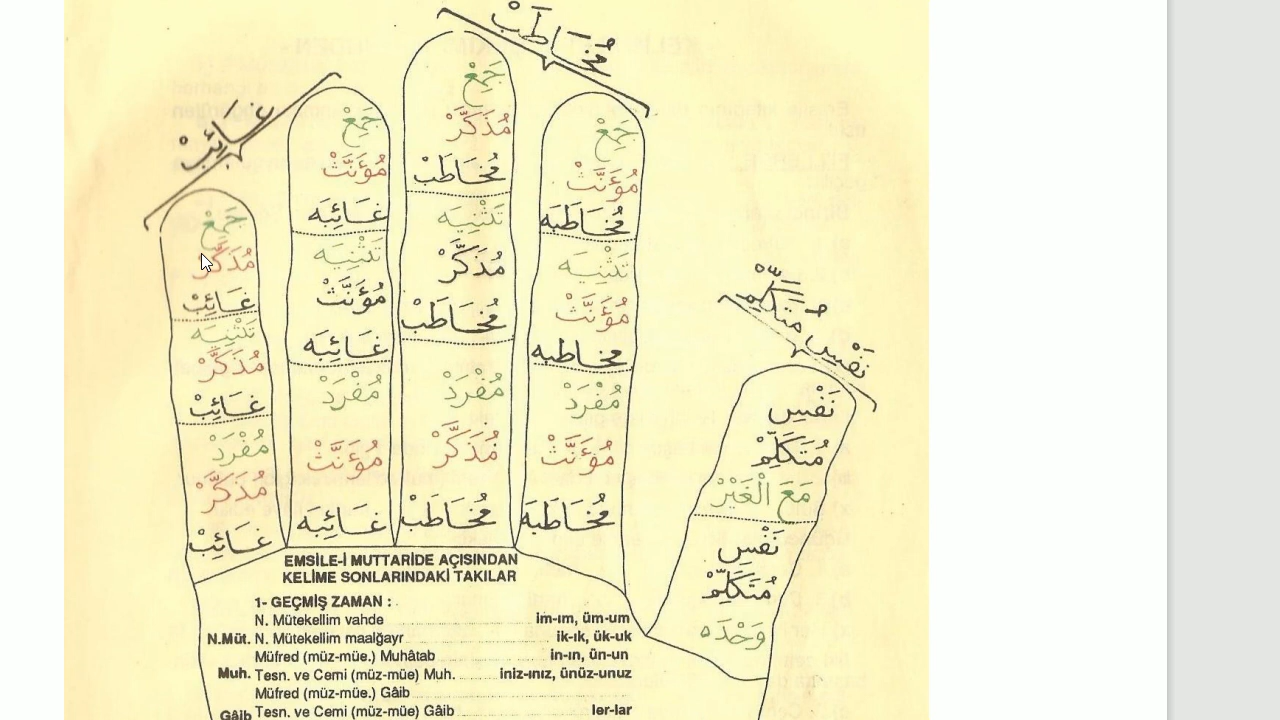 غَائِبْ
مُخَاطَبْ
نَفْسِ مُتَكَلِّمْ
جَمِعْ
مُذَكَّرْ
غَائِبْ
تَثْنِيَه
مُذَكَّرْ
غَائِبْ
مُفْرَدْ
مُذَكَّرْ
غَائِبْ
جَمِعْ
مُؤَنَّثْ
غَائِبَه
تَثْنِيَه
مُؤَنَّثْ
غَائِبَه
مُفْرَدْ
مُؤَنَّثْ
غَائِبَه
جَمِعْ
مُذَكَّرْ
مُخَاطَبْ
تَثْنِيَه
مُذَكَّرْ
مُخَاطَبْ
مُفْرَدْ
مُذَكَّرْ
مُخَاطَبْ
جَمِعْ
مُؤَنَّثْ
مُخَاطَبَه
تَثْنِيَه
مُؤَنَّثْ
مخاطبه
مُفْرَدْ
مُؤَنَّثْ
مُخَاطَبَه
نَفْسِ
مُتَكَلِّمْ
مَعَ الْغَيْرْ
نَفْسِ
مُتَكَلِّمْ
وَحْدَه
EMSİLE-İ MUTTARİDE AÇISINDAN
KELİME SONLARINDAKİ TAKILAR
1- GEÇMİŞ ZAMAN :
N. Mütekellim vahde im-ım, üm-um
N.Müt. N. Mütekellim maalğayr ik-ık, ük-uk
Müfred (müz-müe.) Muhâtab in-ın, ün-un
Muh. Tesn. ve Cemi (müz-müe) Muh. iniz-ınız, ünüz-unuz
Müfred (müz-müe.) Gâib
Gâib Tesn. ve Cemi (müz-müe) Gâib ler-lar